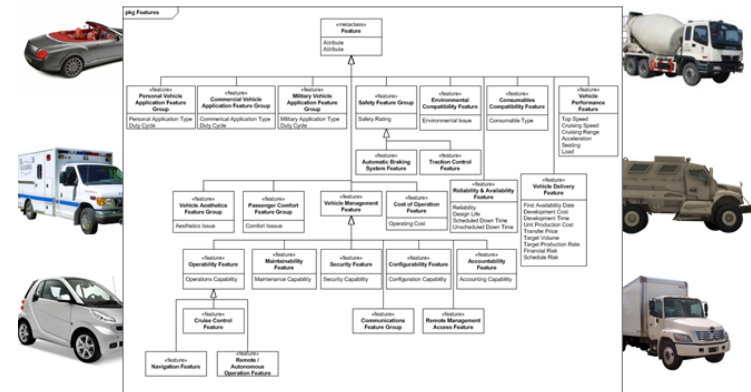 pkg Features
«metaclass»
Feature
Attribute
Attribute
«feature»
Personal Vehicle
Application Feature
Group
Personal Application Type
Duty Cycle
«feature»
Commercial Vehicle
Application Feature Group
Commerical Application Type
Duty Cycle
«feature»
Military Vehicle
Application Feature
Group
Military Application Type
Duty Cycle
«feature»
Safety Feature Group
Safety Rating
«feature»
Environmental
Compatibility Feature
Environmental Issue
«feature»
Consumables
Compatibility Feature
Consumable Type
«feature»
Vehicle
Performance
Feature
Top Speed
Cruising Speed
Cruising Range
Acceleration
Seating
Load
«feature»
Automatic Braking
System Feature
«feature»
Traction Control
Feature
«feature»
Vehicle Aesthetics
Feature Group
Aesthetics Issue
«feature»
Passenger Comfort
Feature Group
Comfort Isssue
«feature»
Vehicle Management
Feature
«feature»
Cost of Operation
Feature
Operating Cost
«feature»
Reliability & Availability
Feature
Reliability
Design Life
Scheduled Down Time
Unscheduled Down Time
«feature»
Vehicle Delivery
Feature
First Availability Date
Development Cost
Development Time
Unit Production Cost
Transfer Price
Target Volume
Target Production Rate
Financial Risk
Schedule Risk
«feature»
Operability Feature
Operations Capability
«feature»
Maintainability
Feature
Maintenance Capability
«feature»
Security Feature
Security Capability
«feature»
Configurability Feature
Configuration Capability
«feature»
Accountability
Feature
Accounting Capability
«feature»
Cruise Control
Feature
«feature»
Communications
Feature Group
«feature»
Remote Management
Access Feature
«feature»
Navigation Feature
«feature»
Remote /
Autonomous
Operation Feature